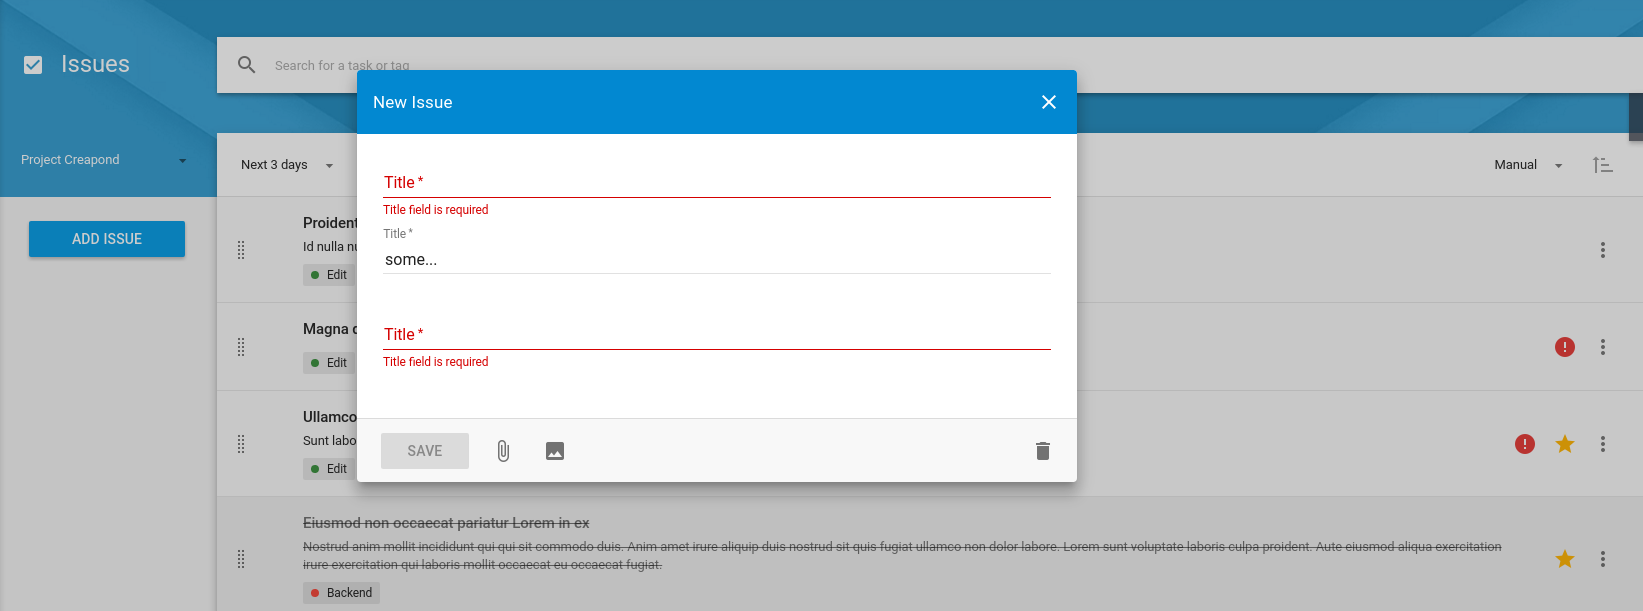 Issues
Search for a task or tag
New Issue
Project Creapond
Next 3 days
Manual
Title *
Title field is required
Title *
some...
Title *
Title field is required
SAVE
ADD ISSUE
Proident
Id nulla
Edit
Magna
Edit
Ullamco
Sunt labo
Edit
Eiusmod non occaecat pariatur Lorem in ex
Nostrud anim mollit incididunt qui qui sit commodo duis. Anim amet irure aliquip duis nostrud sit quis fugiat ullamco non dolor labore. Lorem sunt voluptate laboris culpa proident. Aute eiusmod aliqua exercitation
irure exercitation qui laboris mollit occaecat eu occaecat fugiat.
Backend